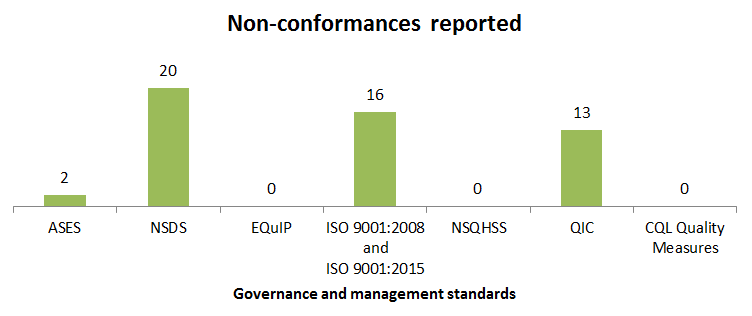 Non-conformances reported
20
16
13
2
0
0
0
ASES
NSDS
EQuIP
ISO 9001:2008
and
ISO 9001:2015
NSQHSS
QIC
CQL Quality
Measures
Governance and management standards